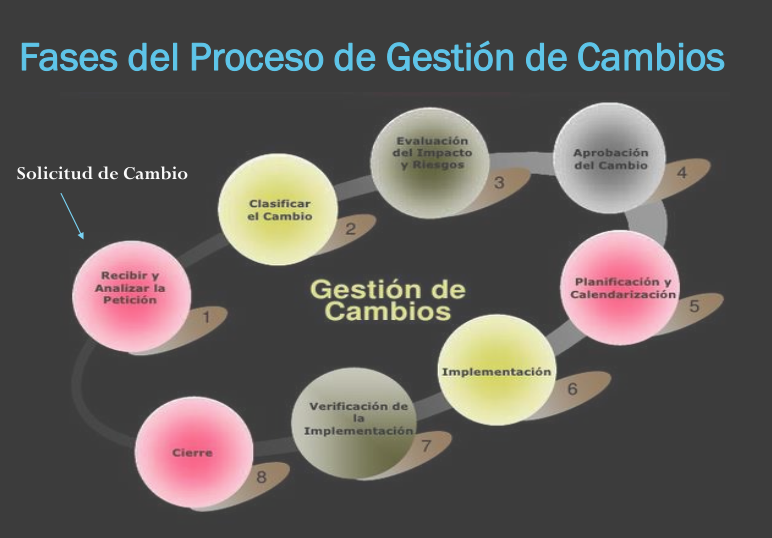 Fases del Proceso de Gestión de Cambios
Solicitud de Cambio
Recibir y
Analizar la
Petición
1
Clasificar
el Cambio
2
Evaluación
del Impacto
y Riesgos
3
Aprobación
del Cambio
4
Planificación y
Calendarización
5
Implementación
6
Verificación de
la
Implementación
7
Cierre
8
Gestión de
Cambios